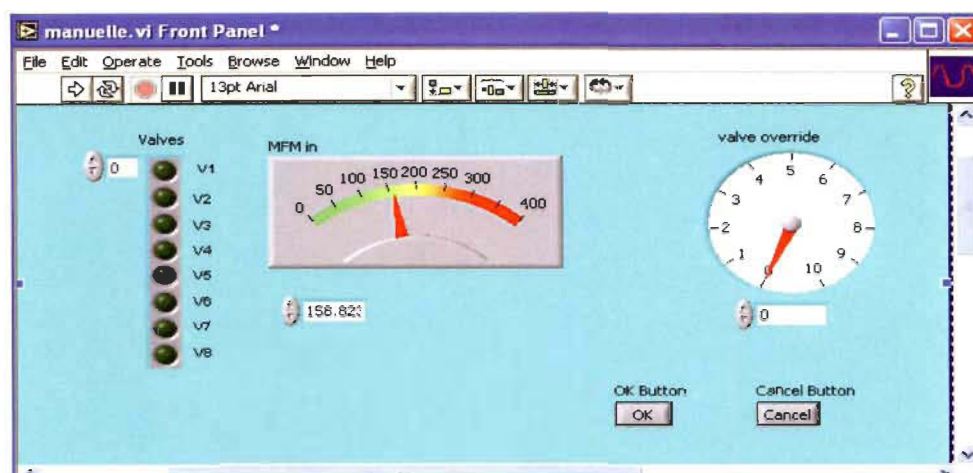 manuelle.vi Front Panel *
File Edit Operate Tools Browse Window Help
13pt Arial
Valves
0
V1
V2
V3
V4
V5
V6
V7
V8
MFM in
0 50 100 150 200 250 300 400
valve override
0 1 2 3 4 5 6 7 8 9 10
0
OK Button
OK
Cancel Button
Cancel